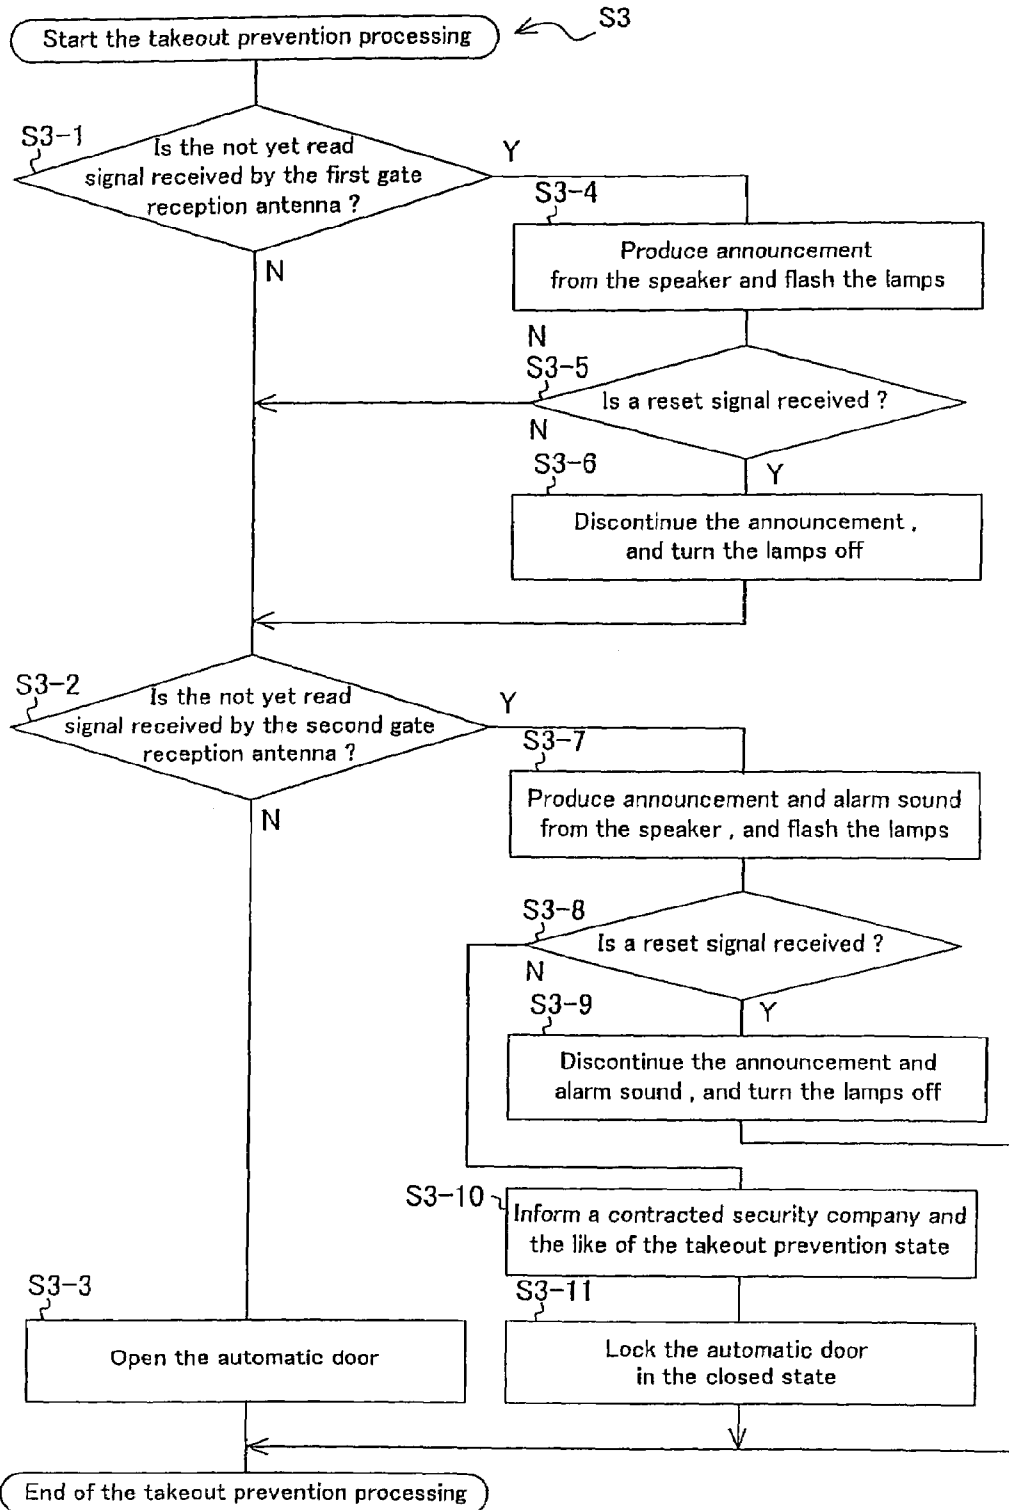 Start the takeout prevention processing
S3
S3-1
Is the not yet read
signal received by the first gate
reception antenna ?
Y
N
S3-4
Produce announcement
from the speaker and flash the lamps
N
S3-5
Is a reset signal received ?
N
Y
S3-6
Discontinue the announcement ,
and turn the lamps off
S3-2
Is the not yet read
signal received by the second gate
reception antenna ?
Y
N
S3-7
Produce announcement and alarm sound
from the speaker , and flash the lamps
S3-8
Is a reset signal received ?
N
Y
S3-9
Discontinue the announcement and
alarm sound , and turn the lamps off
S3-10
Inform a contracted security company and
the like of the takeout prevention state
S3-3
Open the automatic door
S3-11
Lock the automatic door
in the closed state
End of the takeout prevention processing